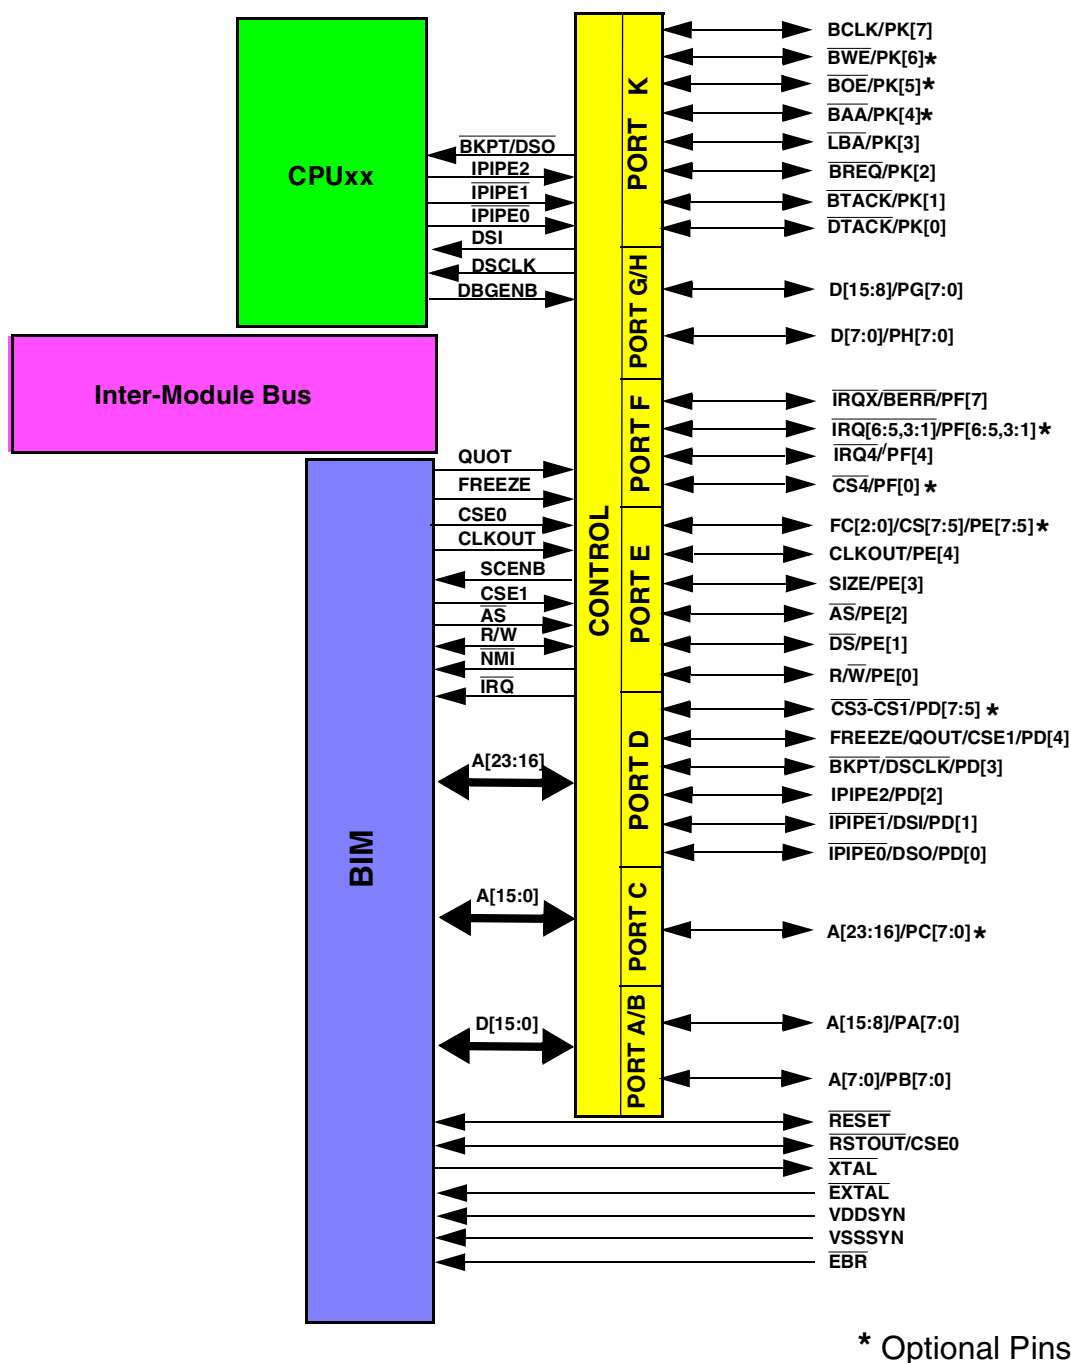 CPUxx
BKPT/DSO
IPIPE2
IPIPE1
IPIPE0
DSI
DSCLK
DBGENB
Inter-Module Bus
BIM
QUOT
FREEZE
CSE0
CLKOUT
SCENB
CSE1
AS
R/W
NMI
IRQ
A[23:16]
A[15:0]
D[15:0]
CONTROL
PORT K
PORT G/H
PORT F
PORT E
PORT D
PORT C
PORT A/B
BCLK/PK[7]
BWE/PK[6]*
BOE/PK[5]*
BAA/PK[4]*
LBA/PK[3]
BREQ/PK[2]
BTACK/PK[1]
DTACK/PK[0]
D[15:8]/PG[7:0]
D[7:0]/PH[7:0]
IRQX/BERR/PF[7]
IRQ[6:5,3:1]/PF[6:5,3:1]*
IRQ4/PF[4]
CS4/PF[0] *
FC[2:0]/CS[7:5]/PE[7:5]*
CLKOUT/PE[4]
SIZE/PE[3]
AS/PE[2]
DS/PE[1]
R/W/PE[0]
CS3-CS1/PD[7:5] *
FREEZE/QOUT/CSE1/PD[4]
BKPT/DSCLK/PD[3]
IPIPE2/PD[2]
IPIPE1/DSI/PD[1]
IPIPE0/DSO/PD[0]
A[23:16]/PC[7:0]*
A[15:8]/PA[7:0]
A[7:0]/PB[7:0]
RESET
RSTOUT/CSE0
XTAL
EXTAL
VDDSYN
VSSSYN
EBR
* Optional Pins